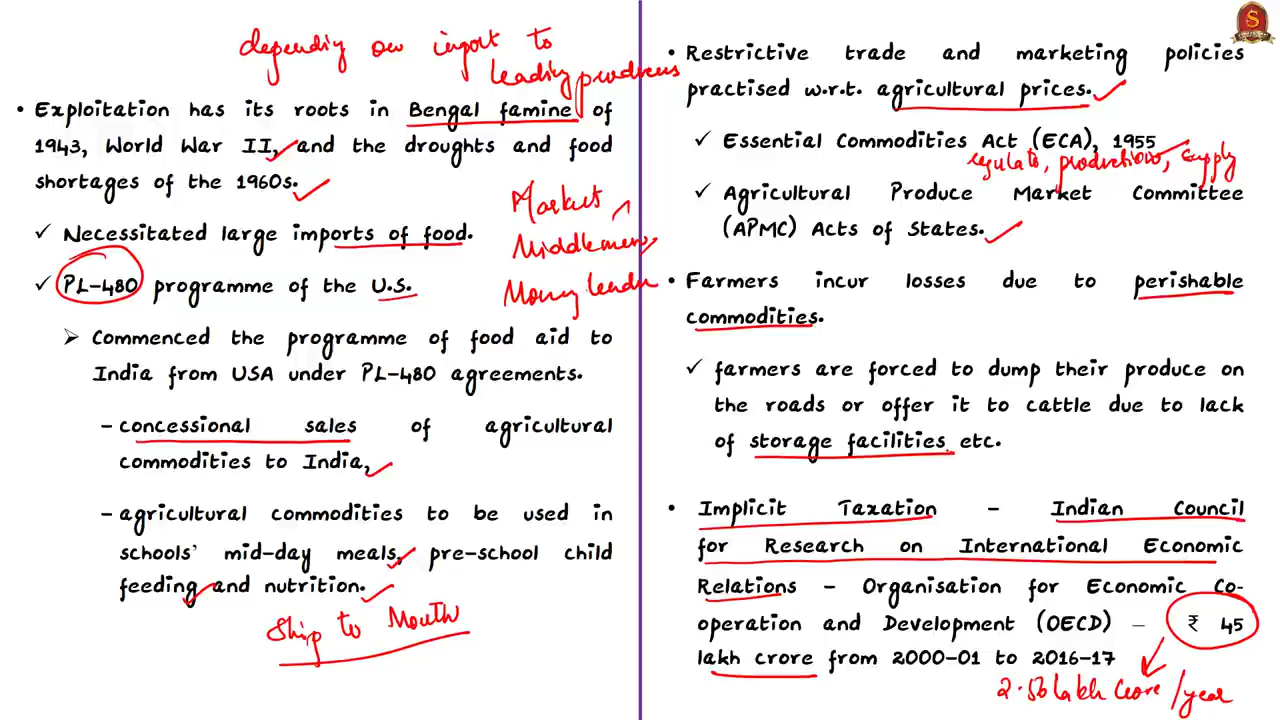 depending on import to
leading producers
• Exploitation has its roots in Bengal famine of
1943, World War II, and the droughts and food
shortages of the 1960s.
✓ Necessitated large imports of food.
✓ PL-480 programme of the U.S.
➢ Commenced the programme of food aid to
India from USA under PL-480 agreements.
- concessional sales of agricultural
commodities to India,
- agricultural commodities to be used in
schools' mid-day meals, pre-school child
feeding and nutrition.
Ship to Mouth
Market
Middlemen,
Money lender
• Restrictive trade and marketing policies
practised w.r.t. agricultural prices.
✓ Essential Commodities Act (ECA), 1955
regulate, production, supply
✓ Agricultural Produce Market Committee
(APMC) Acts of States.
• Farmers incur losses due to perishable
commodities.
✓ farmers are forced to dump their produce on
the roads or offer it to cattle due to lack
of storage facilities etc.
• Implicit Taxation - Indian Council
for Research on International Economic
Relations - Organisation for Economic Co-
operation and Development (OECD) - ₹ 45
lakh crore from 2000-01 to 2016-17
2.56 lakh crore/year
S